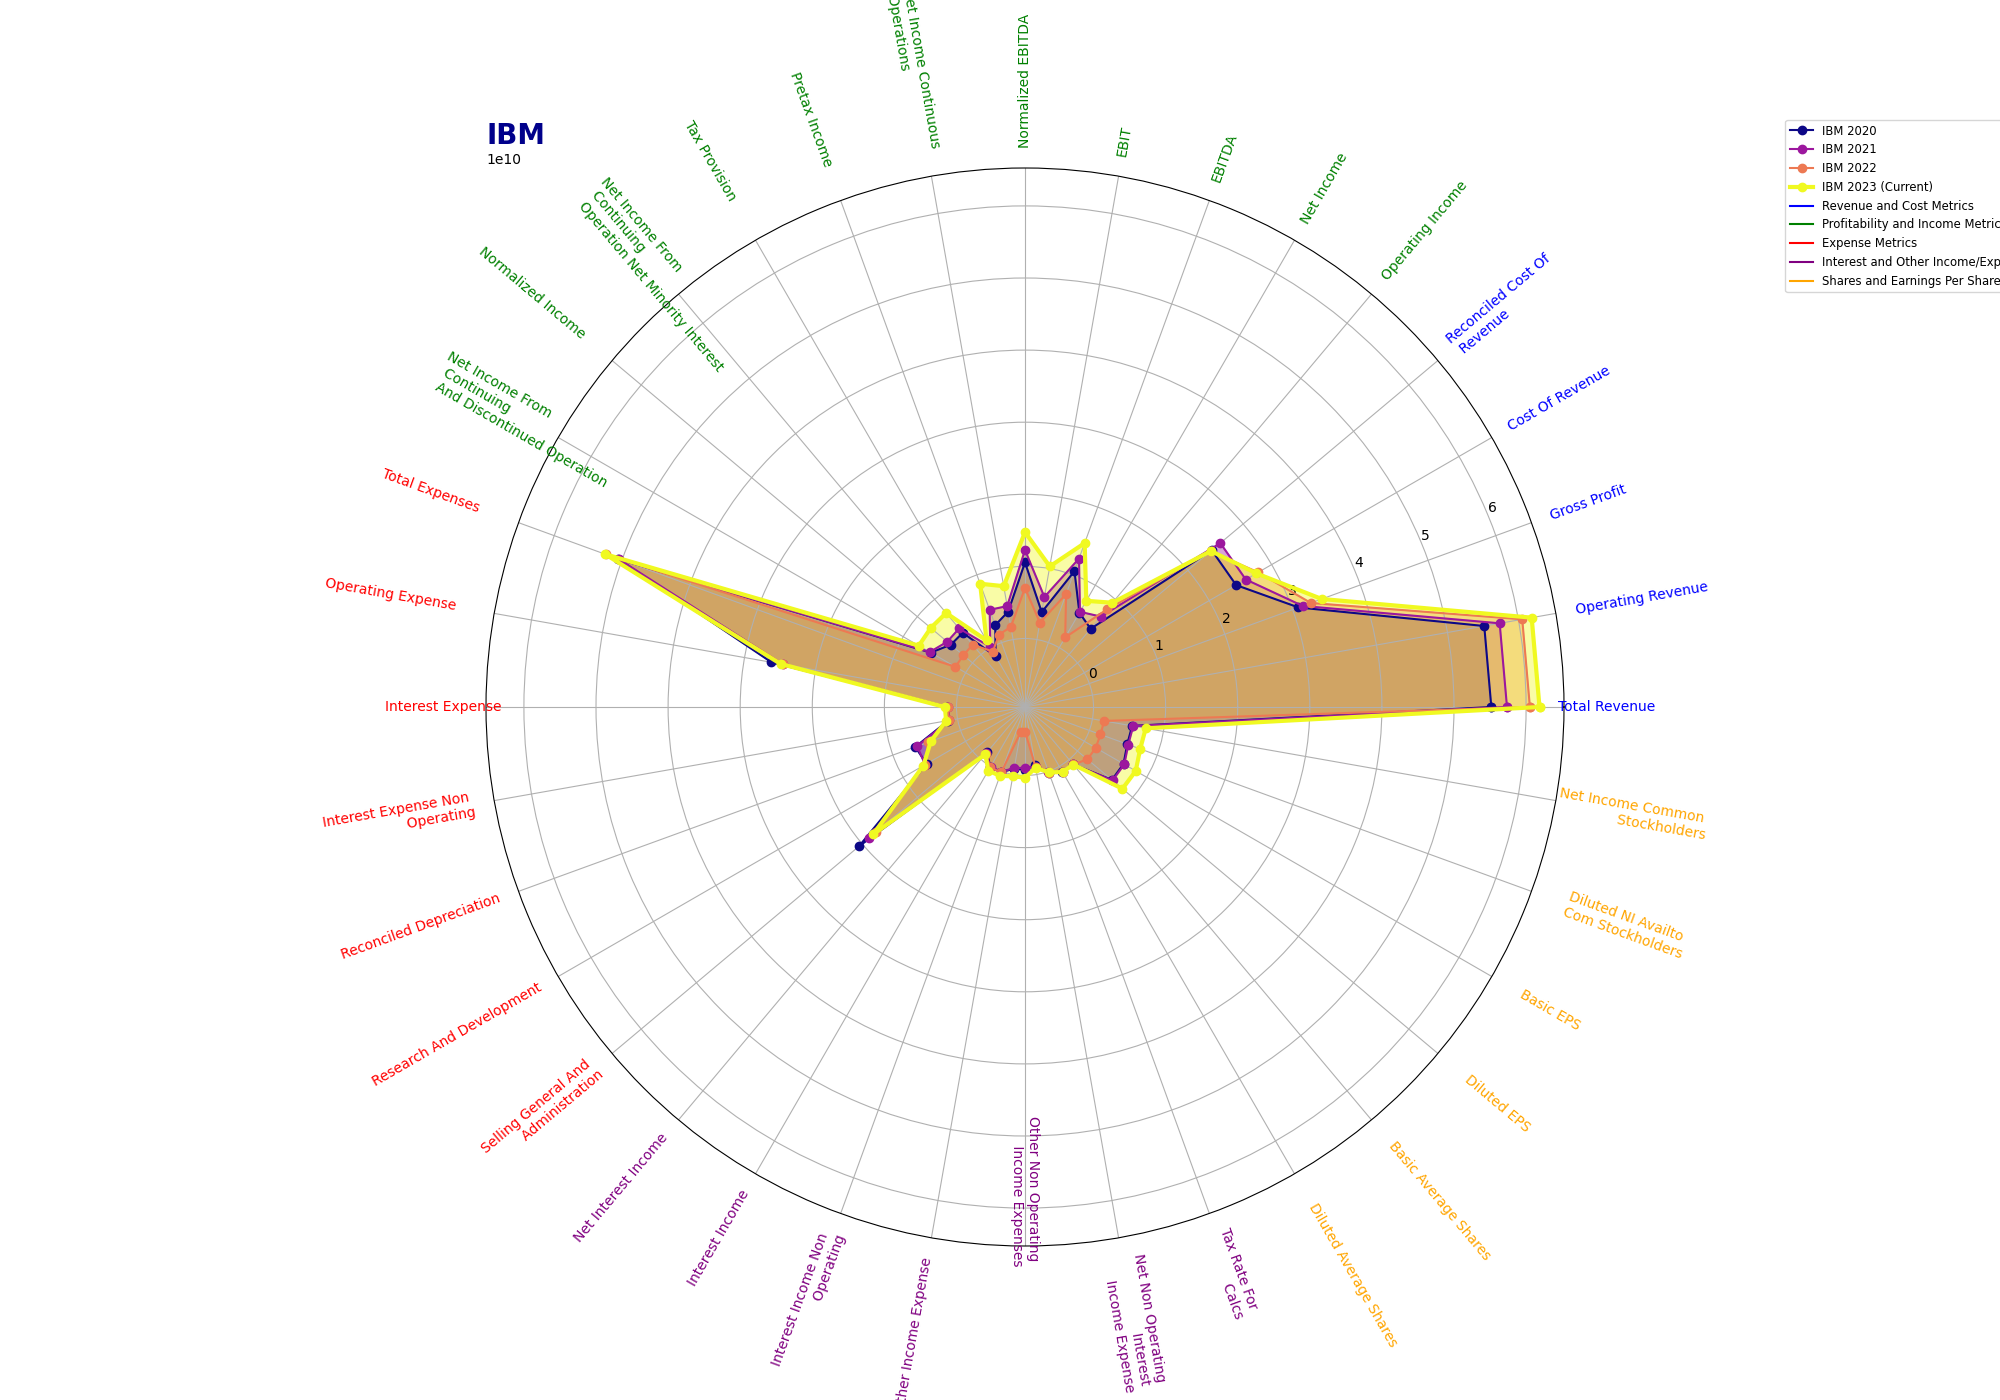 IBM
1e10
IBM 2020
IBM 2021
IBM 2022
IBM 2023 (Current)
Revenue and Cost Metrics
Profitability and Income Metric
Expense Metrics
Interest and Other Income/Exp
Shares and Earnings Per Share
Total Revenue
Operating Revenue
Gross Profit
Cost Of Revenue
Reconciled Cost Of
Revenue
Operating Income
Net Income
EBITDA
EBIT
Normalized EBITDA
et Income Continuous
Operations
Pretax Income
Tax Provision
Net Income From
Continuing
Operation Net Minority Interest
Normalized Income
Net Income From
Continuing
And Discontinued Operation
Total Expenses
Operating Expense
Interest Expense
Interest Expense Non
Operating
Reconciled Depreciation
Research And Development
Selling General And
Administration
Net Interest Income
Interest Income
Interest Income Non
Operating
ther Income Expense
Other Non Operating
Income Expenses
Net Non Operating
Interest
Income Expense
Tax Rate For
Calcs
Diluted Average Shares
Basic Average Shares
Diluted EPS
Basic EPS
Diluted NI Availto
Com Stockholders
Net Income Common
Stockholders
0
1
2
3
4
5
6